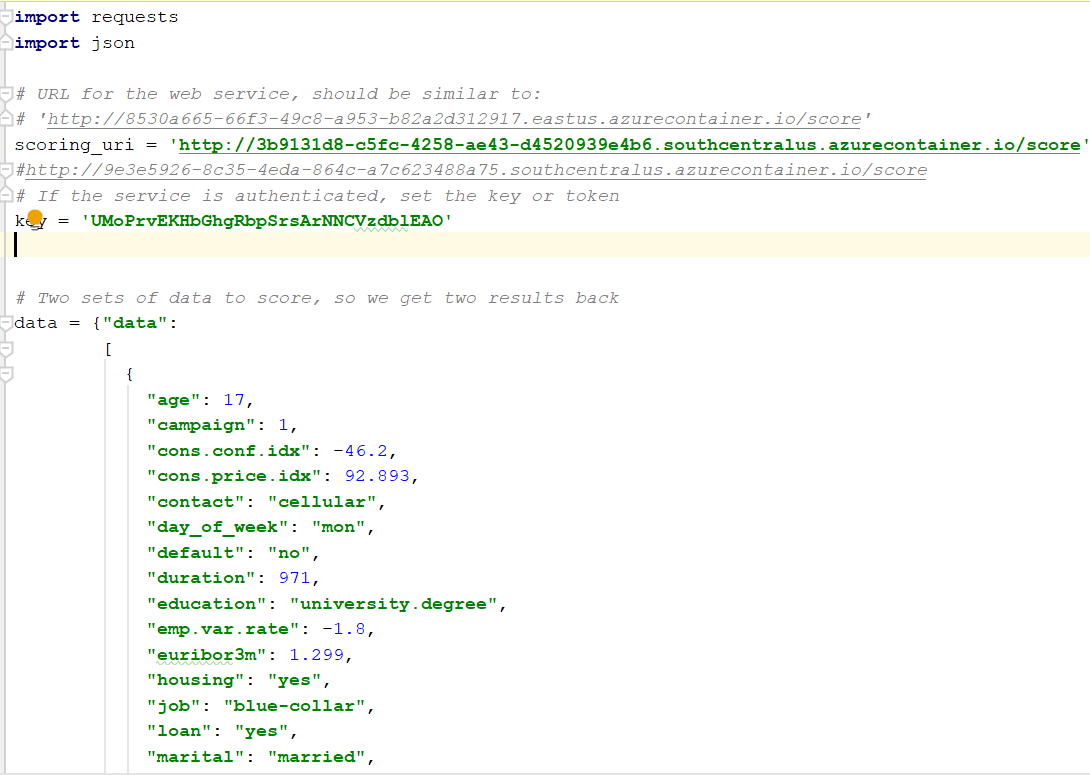 import requests
import json
# URL for the web service, should be similar to:
# 'http://8530a665-66f3-49c8-a953-b82a2d312917.eastus.azurecontainer.io/score'
scoring_uri = 'http://3b9131d8-c5fc-4258-ae43-d4520939e4b6.southcentralus.azurecontainer.io/score'
#http://9e3e5926-8c35-4eda-864c-a7c623488a75.southcentralus.azurecontainer.io/score
# If the service is authenticated, set the key or token
key = 'UMoPrvEKHbGhgRbpSrsArNNCVzdblEAO'
# Two sets of data to score, so we get two results back
data = {"data":
[
{
"age": 17,
"campaign": 1,
"cons.conf.idx": -46.2,
"cons.price.idx": 92.893,
"contact": "cellular",
"day_of_week": "mon",
"default": "no",
"duration": 971,
"education": "university.degree",
"emp.var.rate": -1.8,
"euribor3m": 1.299,
"housing": "yes",
"job": "blue-collar",
"loan": "yes",
"marital": "married",